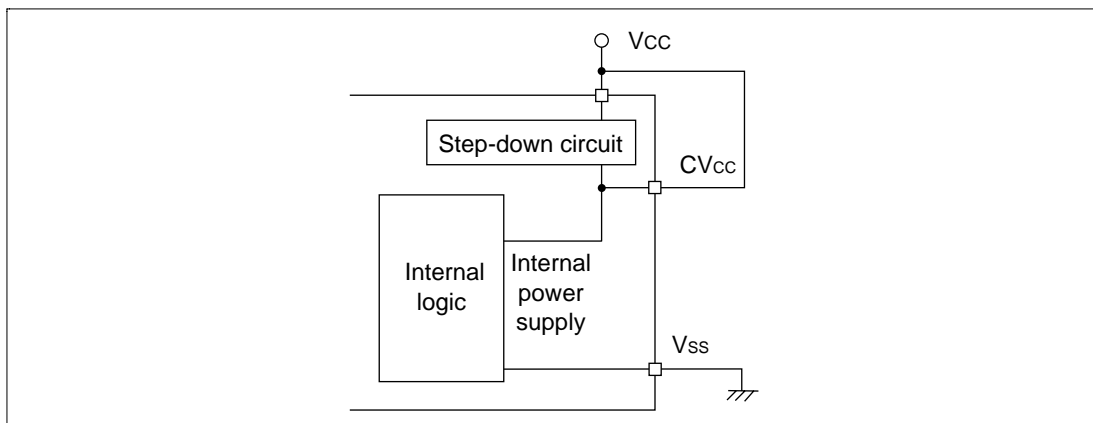 VCC
Step-down circuit
CVCC
Internal
logic
Internal
power
supply
VSS